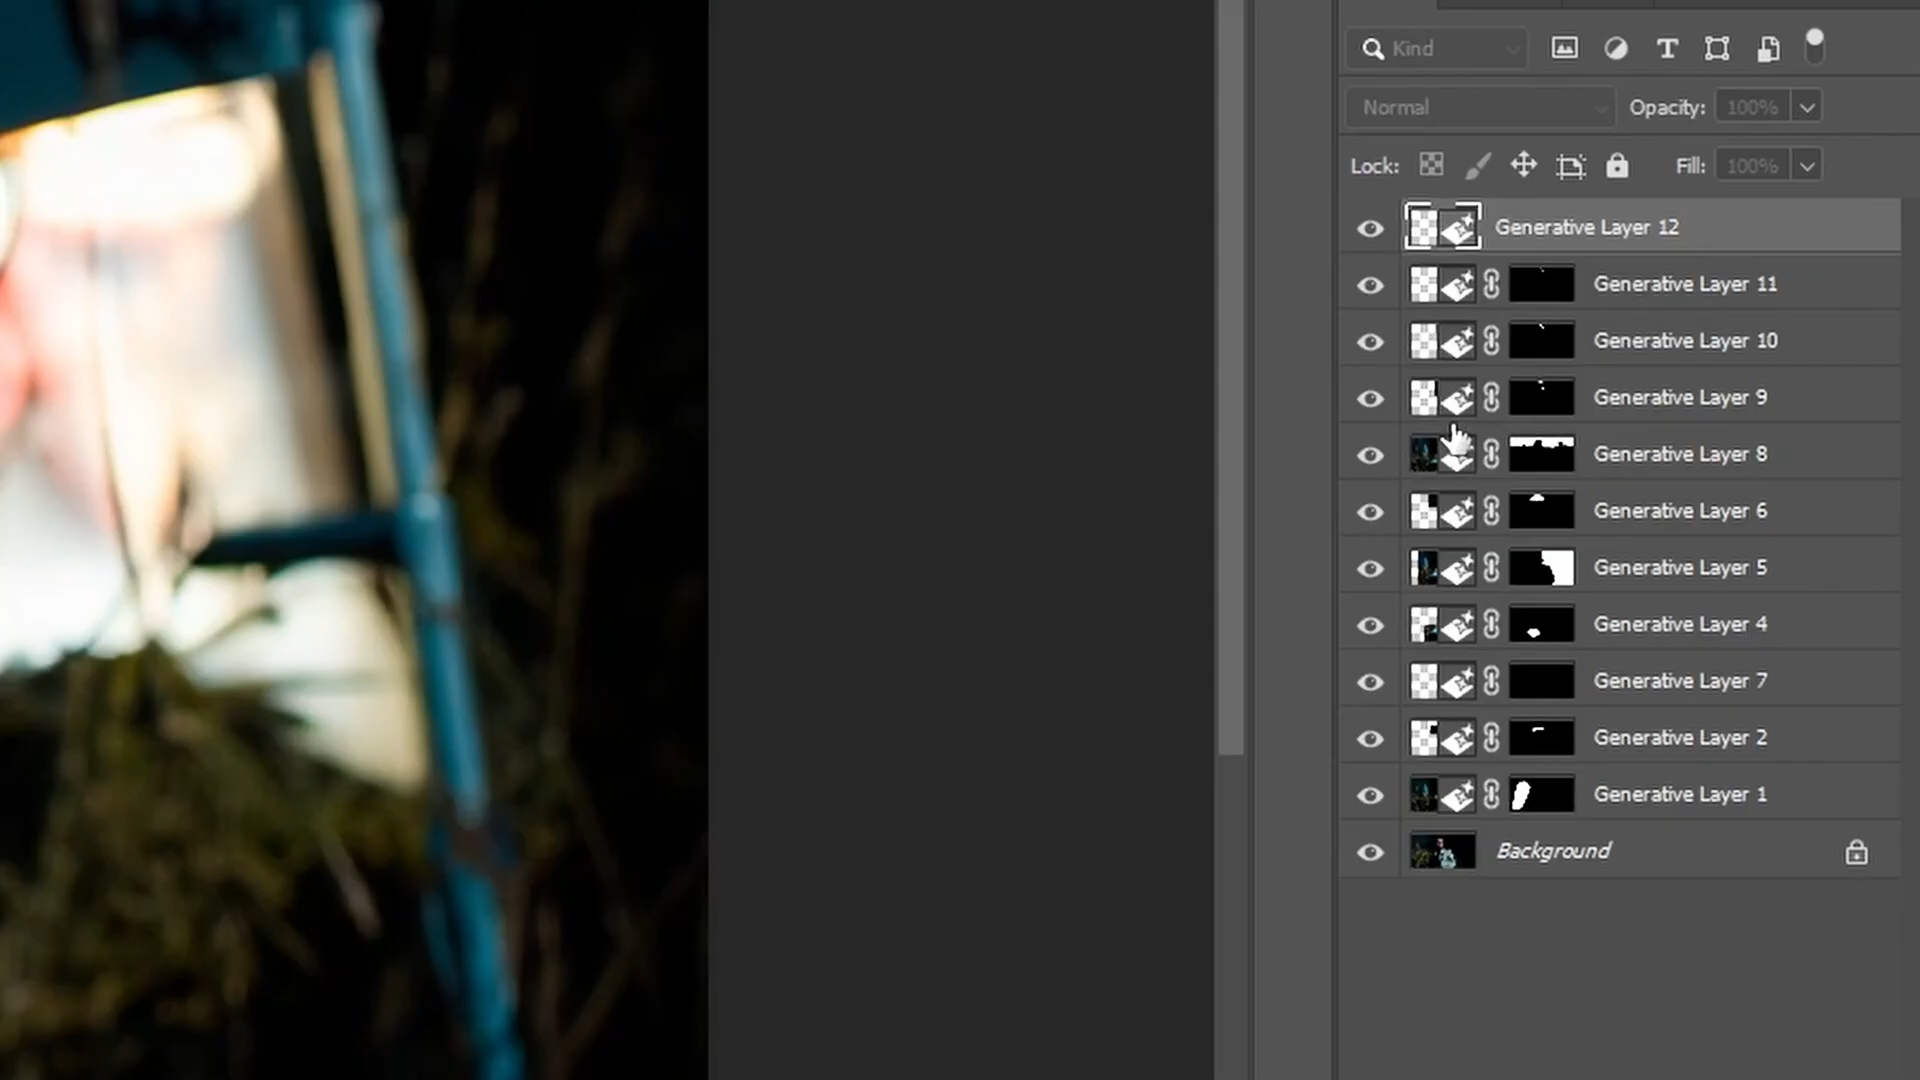 Kind
Normal Opacity: 100%
Lock: Fill: 100%
Generative Layer 12
Generative Layer 11
Generative Layer 10
Generative Layer 9
Generative Layer 8
Generative Layer 6
Generative Layer 5
Generative Layer 4
Generative Layer 7
Generative Layer 2
Generative Layer 1
Background